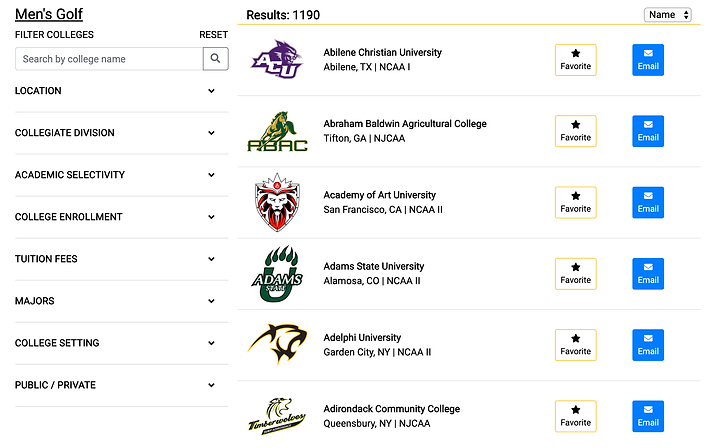 Men's Golf
FILTER COLLEGES
RESET
Search by college name
LOCATION
COLLEGIATE DIVISION
ACADEMIC SELECTIVITY
COLLEGE ENROLLMENT
TUITION FEES
MAJORS
COLLEGE SETTING
PUBLIC / PRIVATE
Results: 1190
Name
ACU
Abilene Christian University
Abilene, TX | NCAA I
Favorite
Email
ABAC
Abraham Baldwin Agricultural College
Tifton, GA | NJCAA
Favorite
Email
Academy of Art University
San Francisco, CA | NCAA II
Favorite
Email
ADAMS
STATE
U
Adams State University
Alamosa, CO | NCAA II
Favorite
Email
Adelphi University
Garden City, NY | NCAA II
Favorite
Email
Timberwolves
Adirondack Community College
Queensbury, NY | NJCAA
Favorite
Email